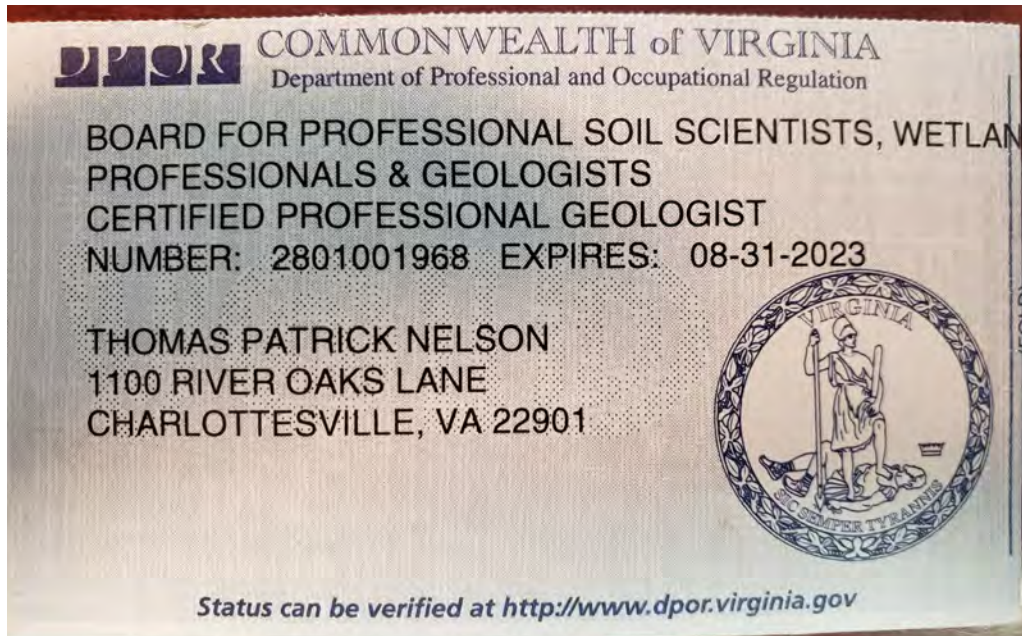 DPOR COMMONWEALTH of VIRGINIA
Department of Professional and Occupational Regulation
BOARD FOR PROFESSIONAL SOIL SCIENTISTS, WETLAN
PROFESSIONALS & GEOLOGISTS
CERTIFIED PROFESSIONAL GEOLOGIST
NUMBER: 2801001968 EXPIRES: 08-31-2023
THOMAS PATRICK NELSON
1100 RIVER OAKS LANE
CHARLOTTESVILLE, VA 22901
VIRGINIA
SIC SEMPER TYRANNIS
Status can be verified at http://www.dpor.virginia.gov